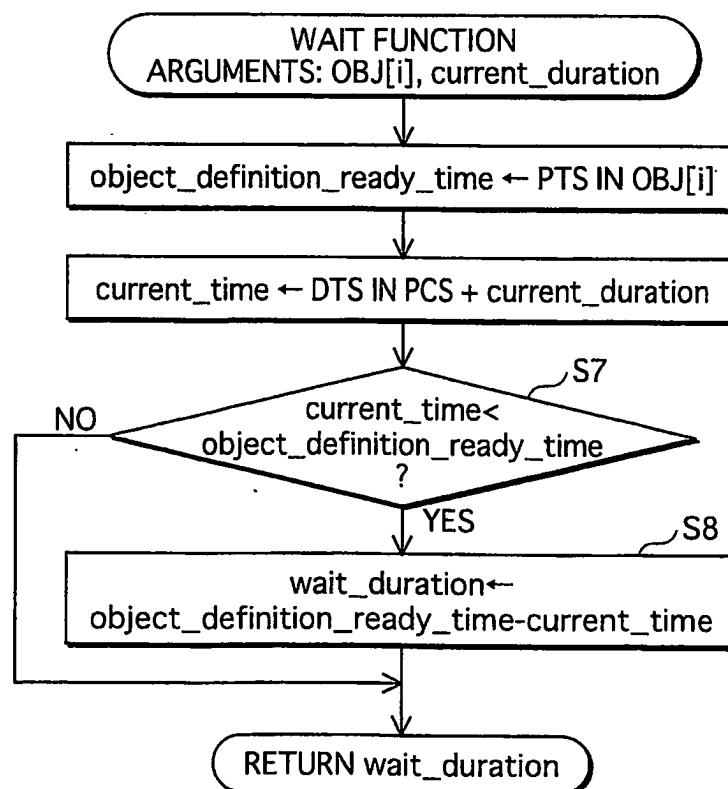 WAIT FUNCTION
ARGUMENTS: OBJ[i], current_duration
object_definition_ready_time ← PTS IN OBJ[i]
current_time ← DTS IN PCS + current_duration
S7
NO
current_time<
object_definition_ready_time
?
YES
S8
wait_duration←
object_definition_ready_time-current_time
RETURN wait_duration